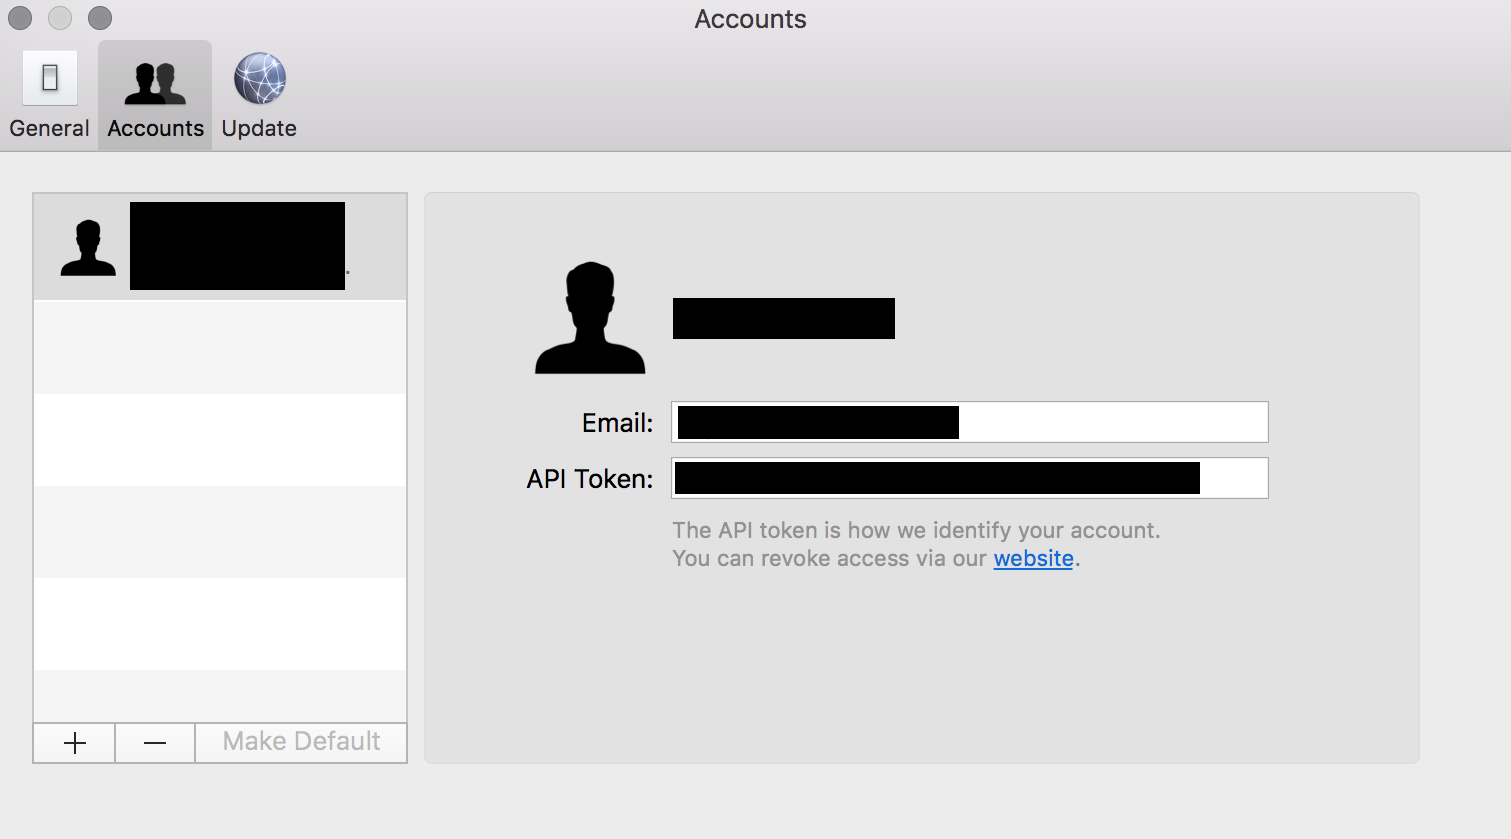 Accounts
General
Accounts
Update
Email:
API Token:
The API token is how we identify your account.
You can revoke access via our website.
Make Default